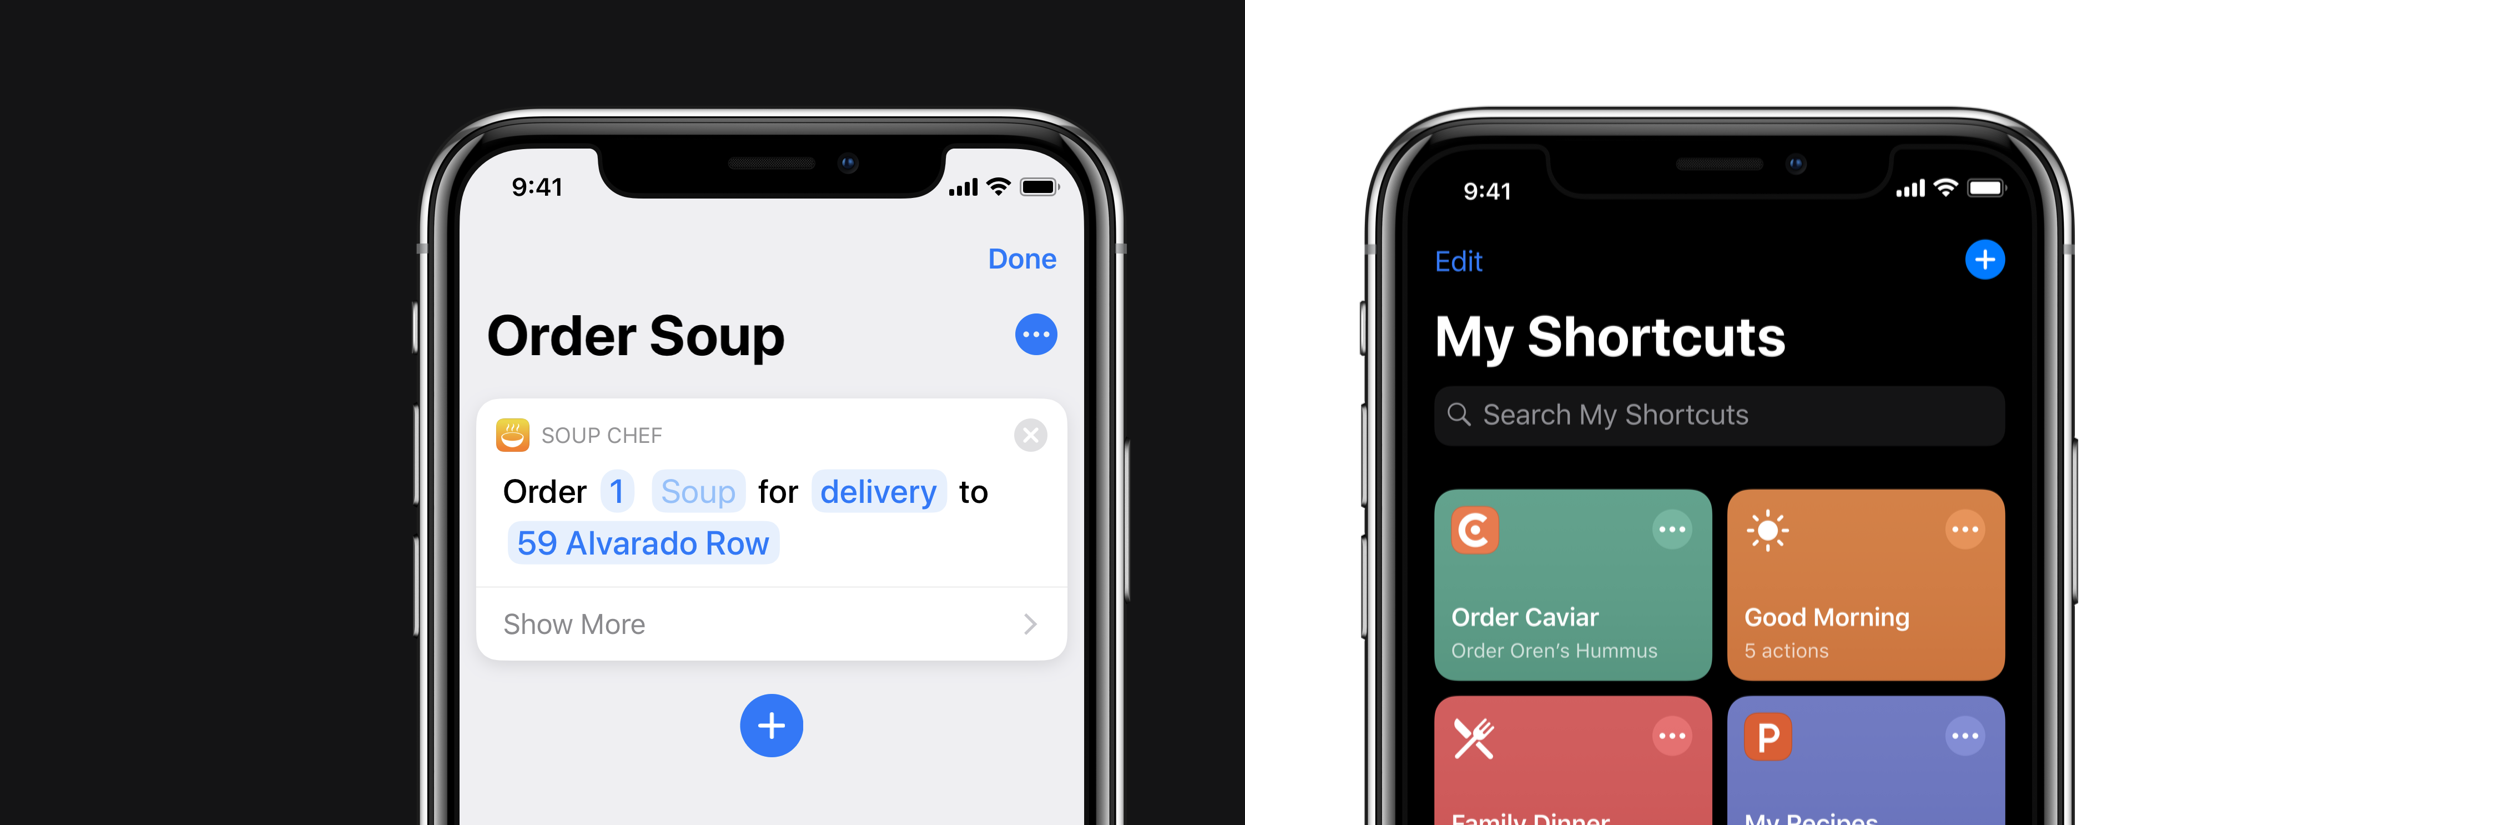 9:41
Done
Order Soup
SOUP CHEF
Order 1 Soup for delivery to
59 Alvarado Row
Show More
9:41
Edit
My Shortcuts
Search My Shortcuts
Order Caviar
Order Oren’s Hummus
Good Morning
5 actions
P
Family Dinner
My Recipes